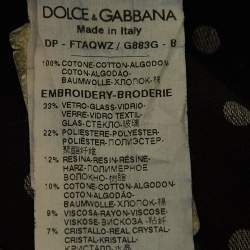 DOLCE & GABBANA
Made in Italy
DP - FTAQWZ / G883G - B
100% COTONE-COTTON-ALGODON-
COTON-ALGODÃO-
BAUMWOLLE-ХЛОПОК-棉
EMBROIDERY-BRODERIE
33% VETRO-GLASS-VIDRIO-
VERRE-VIDRO TEXTIL-
GLAS-СТЕКЛО-玻璃
22% POLIESTERE-POLYESTER-
POLIÉSTER-ПОЛИЭСТЕР-
聚酯纤维
12% RESINA-RESIN-RÉSINE-
HARZ-ПОЛИМЕРНОЕ
ВОЛОКНО-树脂
10% COTONE-COTTON-ALGODON-
COTON-ALGODÃO-
BAUMWOLLE-ХЛОПОК-棉
9% VISCOSA-RAYON-VISCOSE-
VISKOSE-ВИСКОЗА-粘纤
7% CRISTALLO-REAL CRYSTAL-
CRISTAL-KRISTALL-